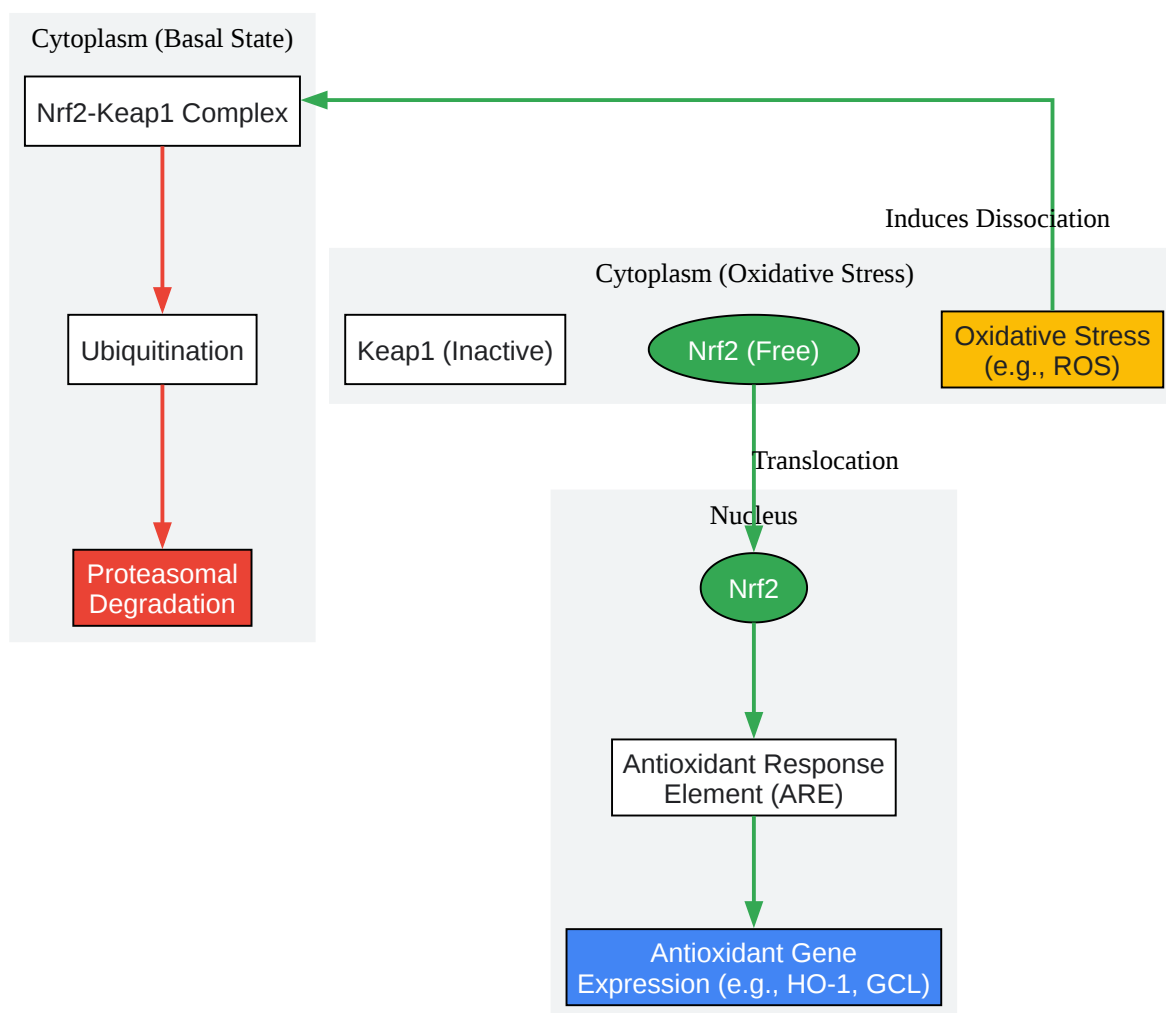 Cytoplasm (Basal State)
Nrf2-Keap1 Complex
Induces Dissociation
Cytoplasm (Oxidative Stress)
Ubiquitination
Keap1 (Inactive)
Nrf2 (Free)
Oxidative Stress
(e.g., ROS)
Translocation
Nucleus
Proteasomal
Degradation
Nrf2
Antioxidant Response
Element (ARE)
Antioxidant Gene
Expression (e.g., HO-1, GCL)